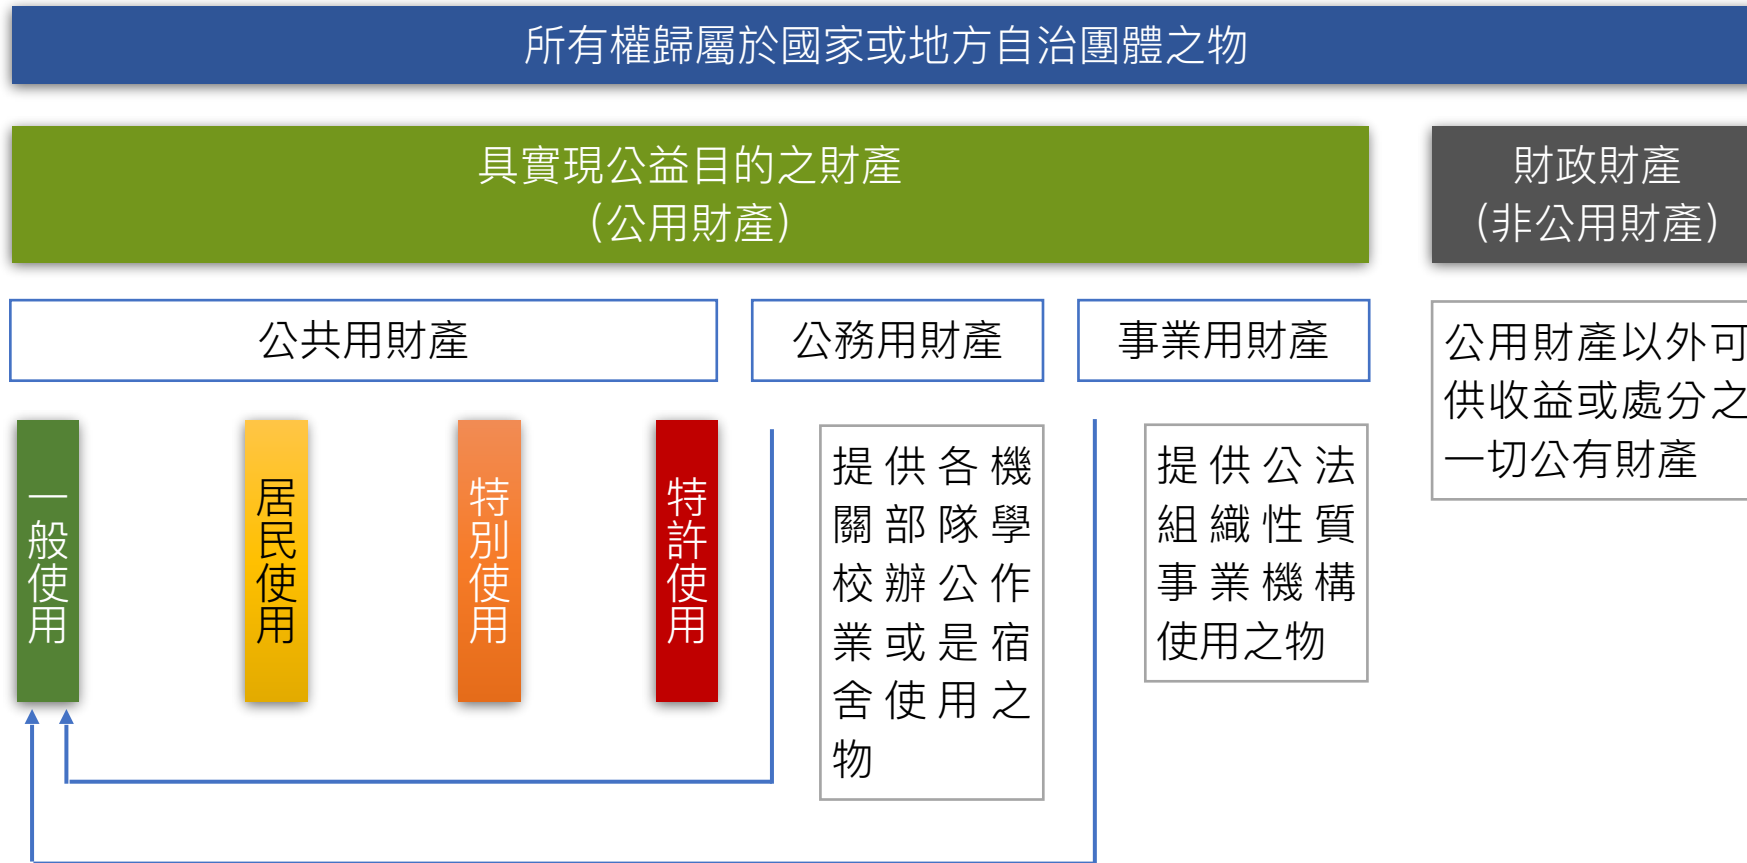 所有權歸屬於國家或地方自治團體之物
具實現公益目的之財產
（公用財產）
財政財產
（非公用財產）
公共用財產
公務用財產
事業用財產
公用財產以外可
供收益或處分之
一切公有財產
一般使用
居民使用
特別使用
特許使用
提供各機
關部隊學
校辦公作
業或是宿
舍使用之
物
提供公法
組織性質
事業機構
使用之物